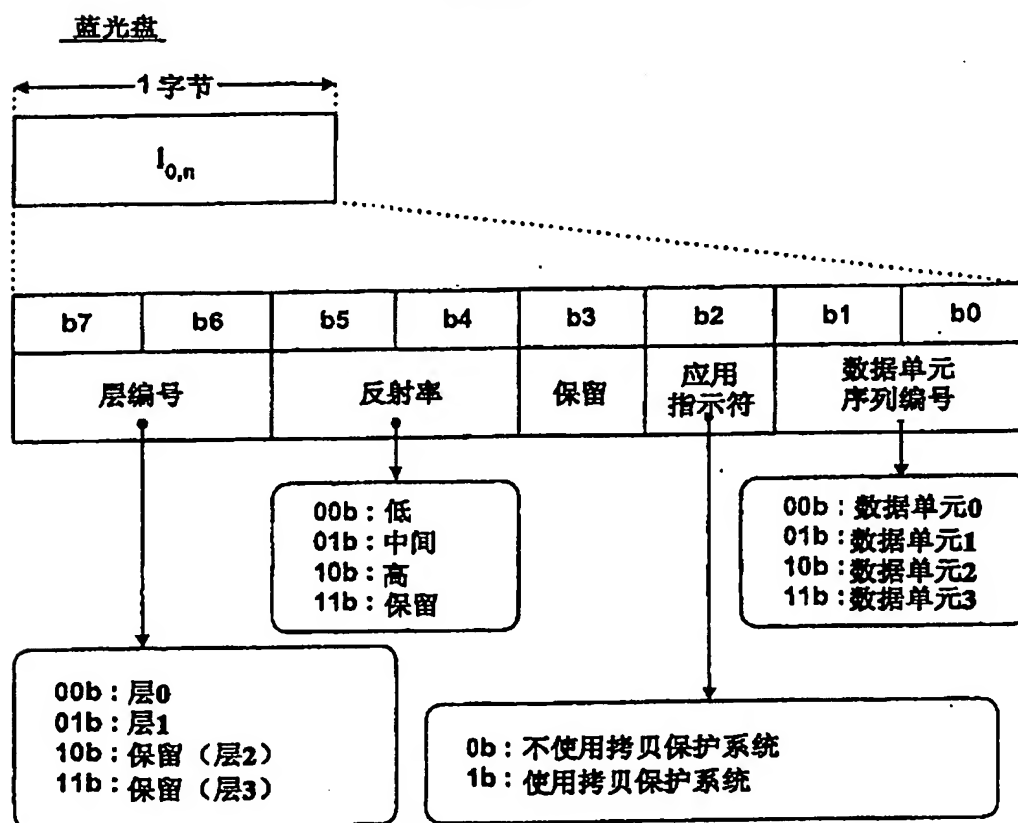 蓝光盘
1 字节
I0,n
b7 b6 b5 b4 b3 b2 b1 b0
层编号 反射率 保留 应用指示符 数据单元序列编号
00b：低
01b：中间
10b：高
11b：保留
00b：数据单元0
01b：数据单元1
10b：数据单元2
11b：数据单元3
00b：层0
01b：层1
10b：保留（层2）
11b：保留（层3）
0b：不使用拷贝保护系统
1b：使用拷贝保护系统